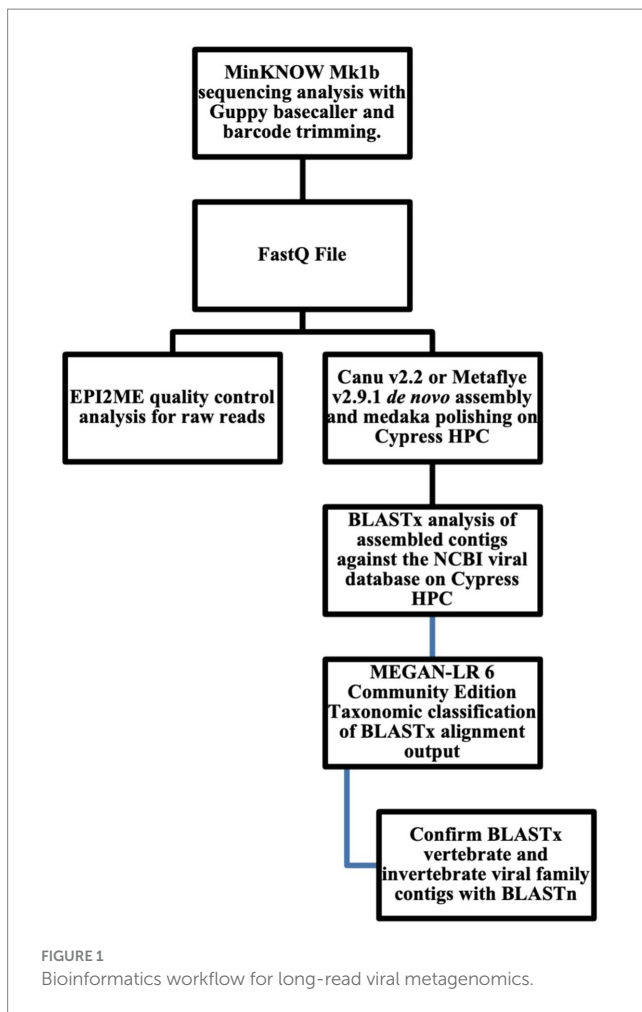 MinKNOW Mk1b
sequencing analysis with
Guppy basecaller and
barcode trimming.
FastQ File
EPI2ME quality control
analysis for raw reads
Canu v2.2 or Metaflye
v2.9.1 de novo assembly
and medaka polishing on
Cypress HPC
BLASTx analysis of
assembled contigs
against the NCBI viral
database on Cypress
HPC
MEGAN-LR 6
Community Edition
Taxonomic classification
of BLASTx alignment
output
Confirm BLASTx
vertebrate and
invertebrate viral family
contigs with BLASTn
FIGURE 1
Bioinformatics workflow for long-read viral metagenomics.